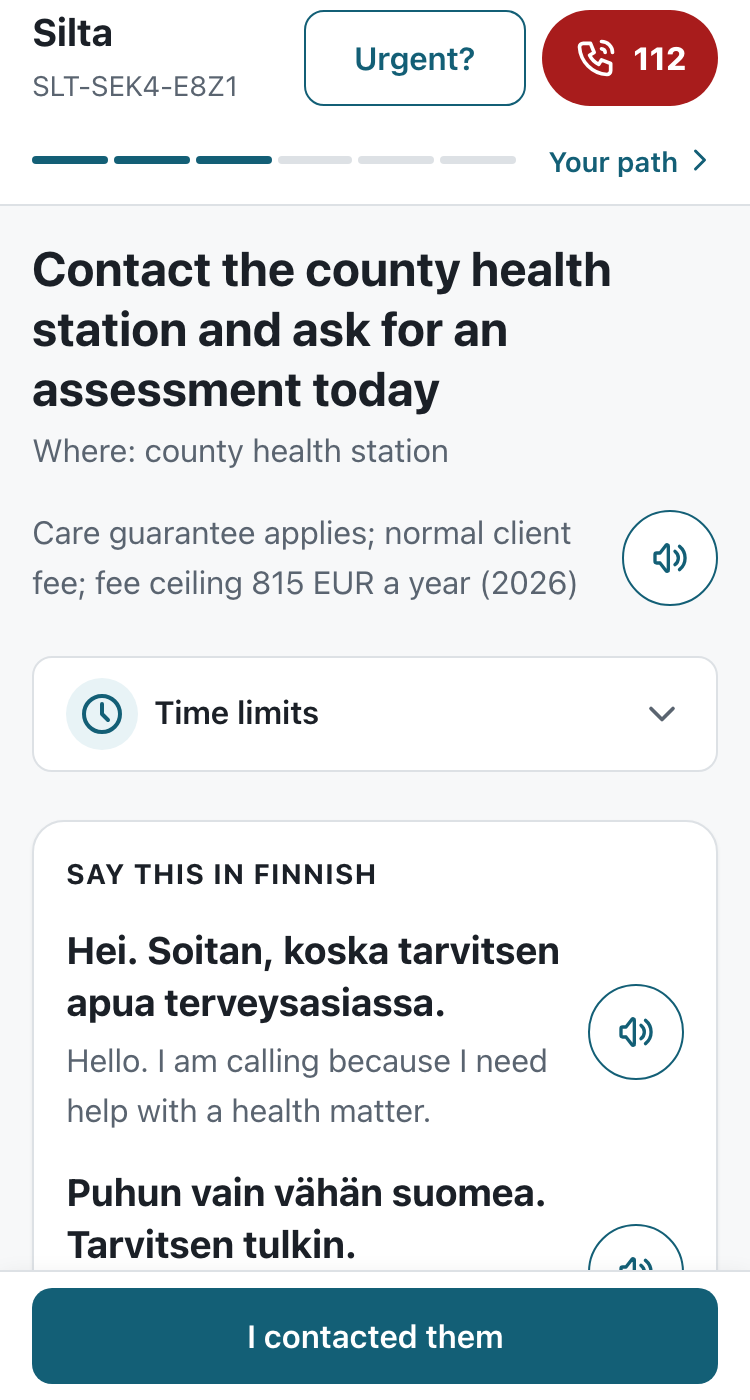 Silta
SLT-SEK4-E8Z1
Urgent?
112
Your path
Contact the county health
station and ask for an
assessment today
Where: county health station
Care guarantee applies; normal client
fee; fee ceiling 815 EUR a year (2026)
Time limits
SAY THIS IN FINNISH
Hei. Soitan, koska tarvitsen
apua terveysasiassa.
Hello. I am calling because I need
help with a health matter.
Puhun vain vähän suomea.
Tarvitsen tulkin.
I contacted them